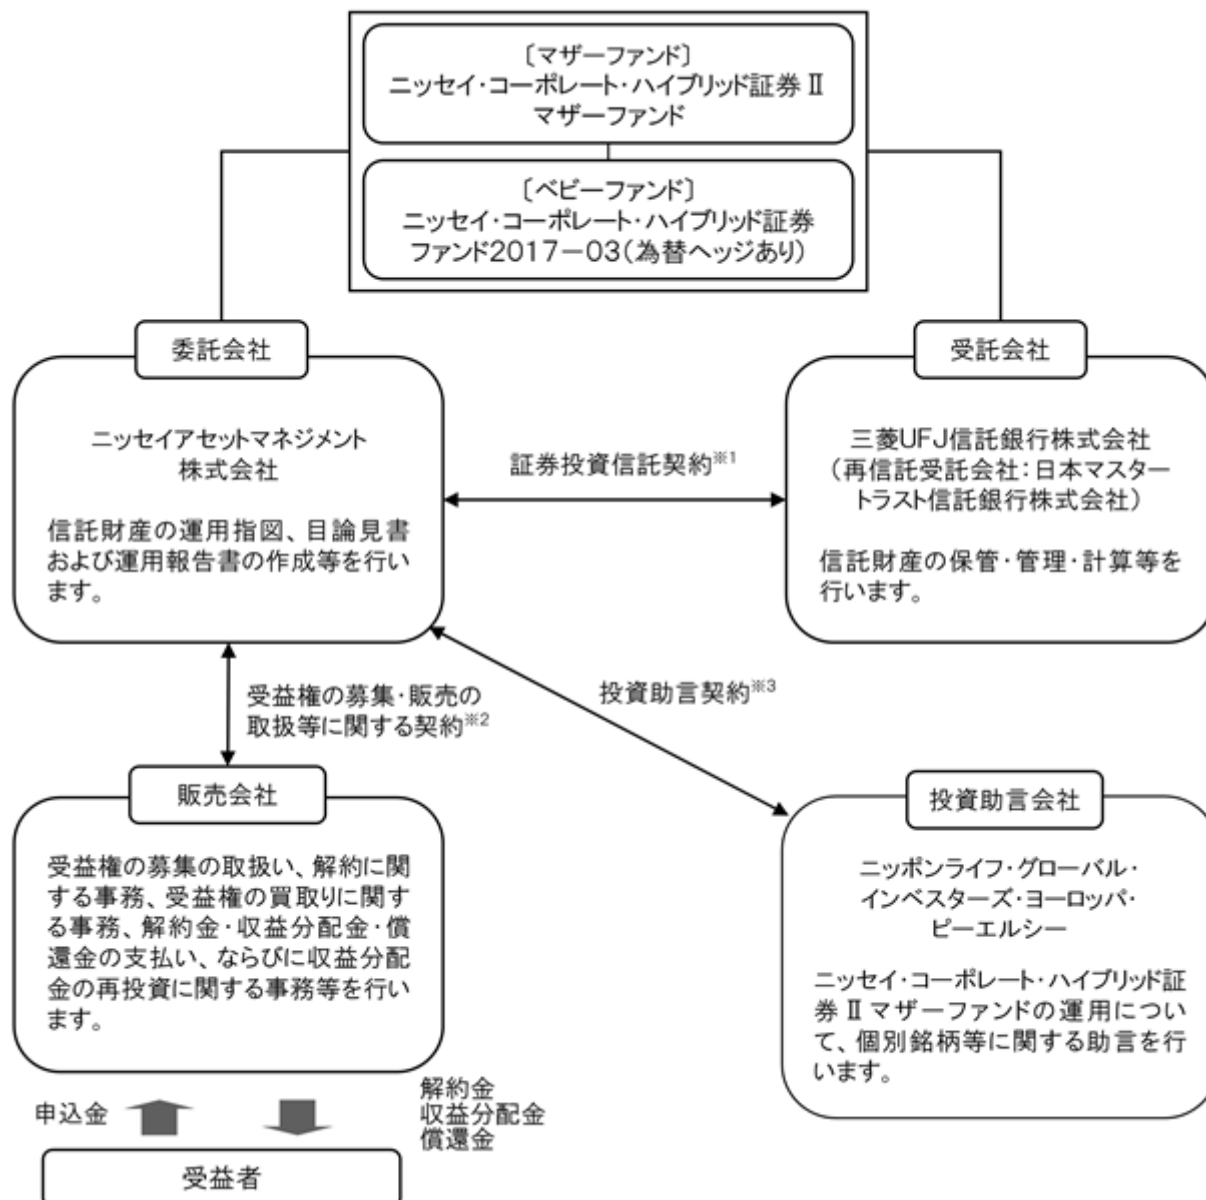 〔マザーファンド〕
ニッセイ・コーポレート・ハイブリッド証券Ⅱ
マザーファンド
〔ベビーファンド〕
ニッセイ・コーポレート・ハイブリッド証券
ファンド2017－03（為替ヘッジあり）
委託会社
ニッセイアセットマネジメント
株式会社
信託財産の運用指図、目論見書
および運用報告書の作成等を行い
ます。
証券投資信託契約※1
受託会社
三菱UFJ信託銀行株式会社
（再信託受託会社：日本マスター
トラスト信託銀行株式会社）
信託財産の保管・管理・計算等を
行います。
受益権の募集・販売の
取扱等に関する契約※2
投資助言契約※3
販売会社
受益権の募集の取扱い、解約に関
する事務、受益権の買取りに関す
る事務、解約金・収益分配金・償
還金の支払い、ならびに収益分配
金の再投資に関する事務等を行い
ます。
投資助言会社
ニッポンライフ・グローバル・
インベスターズ・ヨーロッパ・
ピーエルシー
ニッセイ・コーポレート・ハイブリッド証
券Ⅱマザーファンドの運用につい
て、個別銘柄等に関する助言を行
います。
申込金
解約金
収益分配金
償還金
受益者